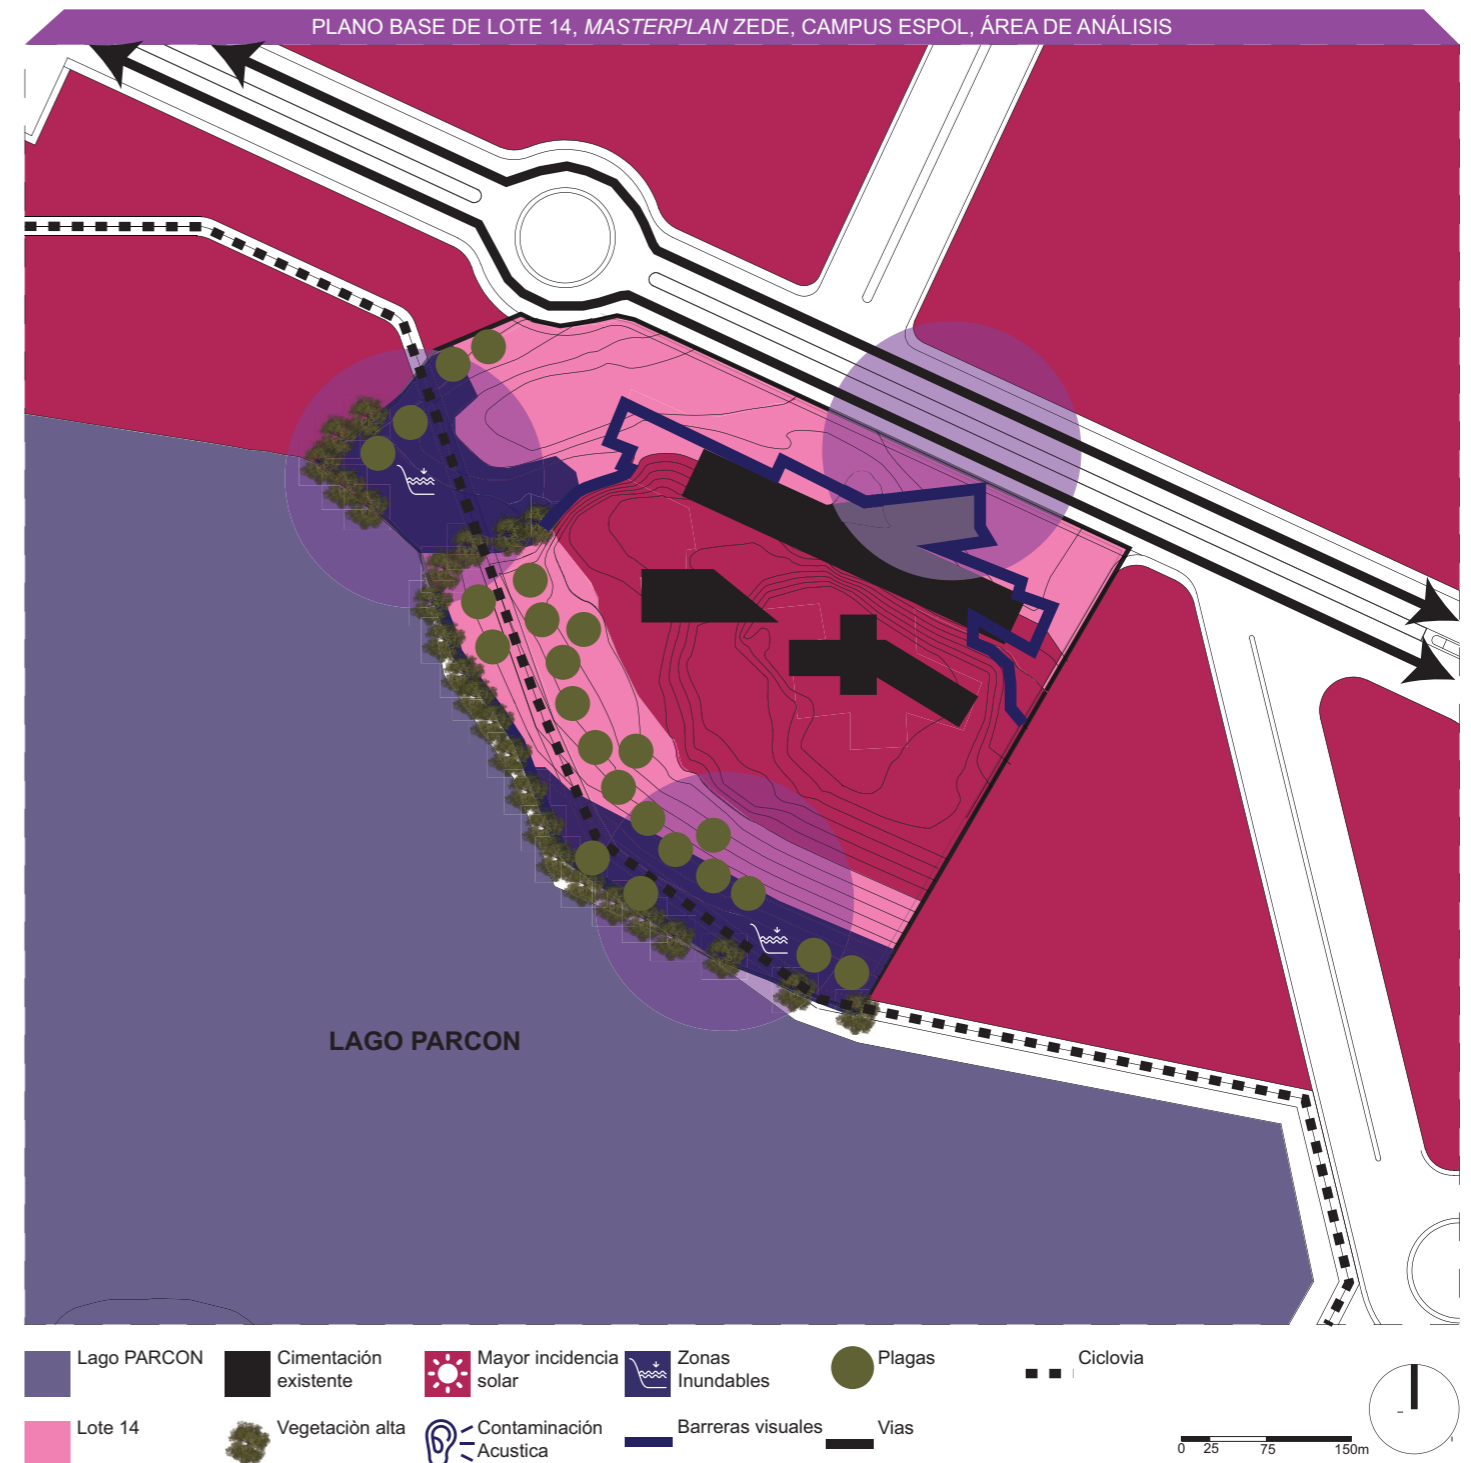 PLANO BASE DE LOTE 14, MASTERPLAN ZEDE, CAMPUS ESPOL, ÁREA DE ANÁLISIS
LAGO PARCON
Lago PARCON
Cimentación
existente
Mayor incidencia
solar
Zonas
Inundables
Plagas
Ciclovia
Lote 14
Vegetaciòn alta
Contaminación
Acustica
Barreras visuales
Vias
0 25 75 150m